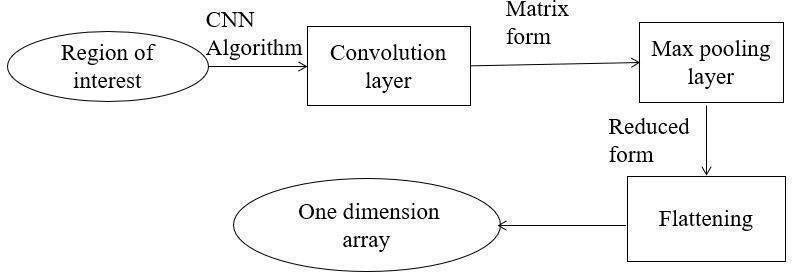 Region of
interest
CNN
Algorithm
Convolution
layer
Matrix
form
Max pooling
layer
Reduced
form
Flattening
One dimension
array